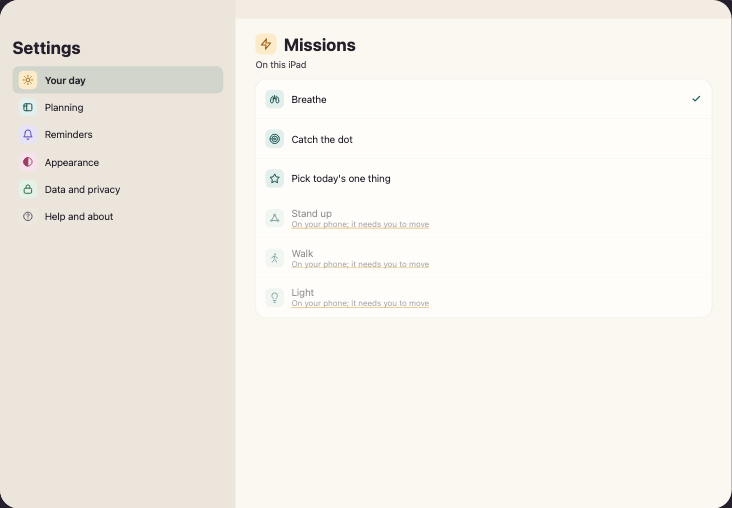 Settings
Your day
Planning
Reminders
Appearance
Data and privacy
Help and about
Missions
On this iPad
Breathe
Catch the dot
Pick today's one thing
Stand up
On your phone; it needs you to move
Walk
On your phone; it needs you to move
Light
On your phone; it needs you to move